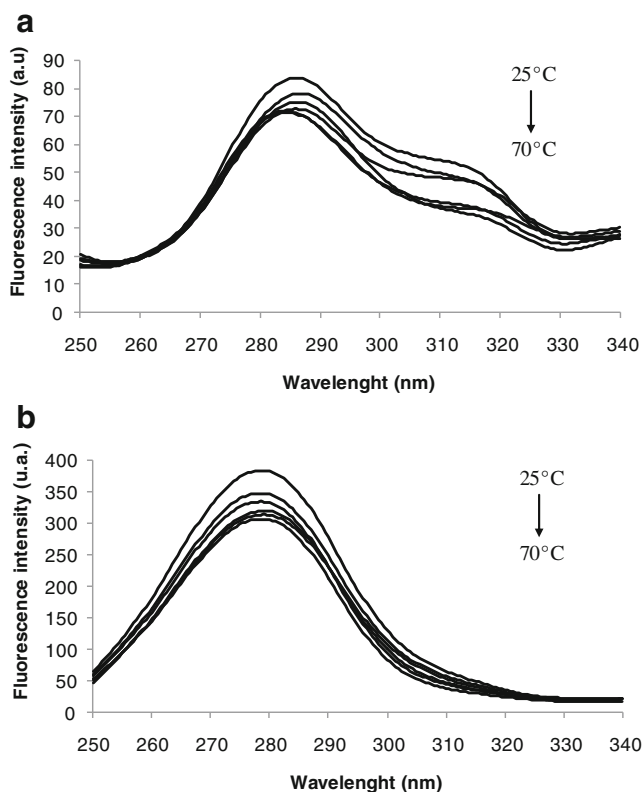 a
Fluorescence intensity (a.u)
90
80
70
60
50
40
30
20
10
0
25°C
70°C
250 260 270 280 290 300 310 320 330 340
Wavelenght (nm)
b
Fluorescence intensity (u.a.)
400
350
300
250
200
150
100
50
0
25°C
70°C
250 260 270 280 290 300 310 320 330 340
Wavelenght (nm)